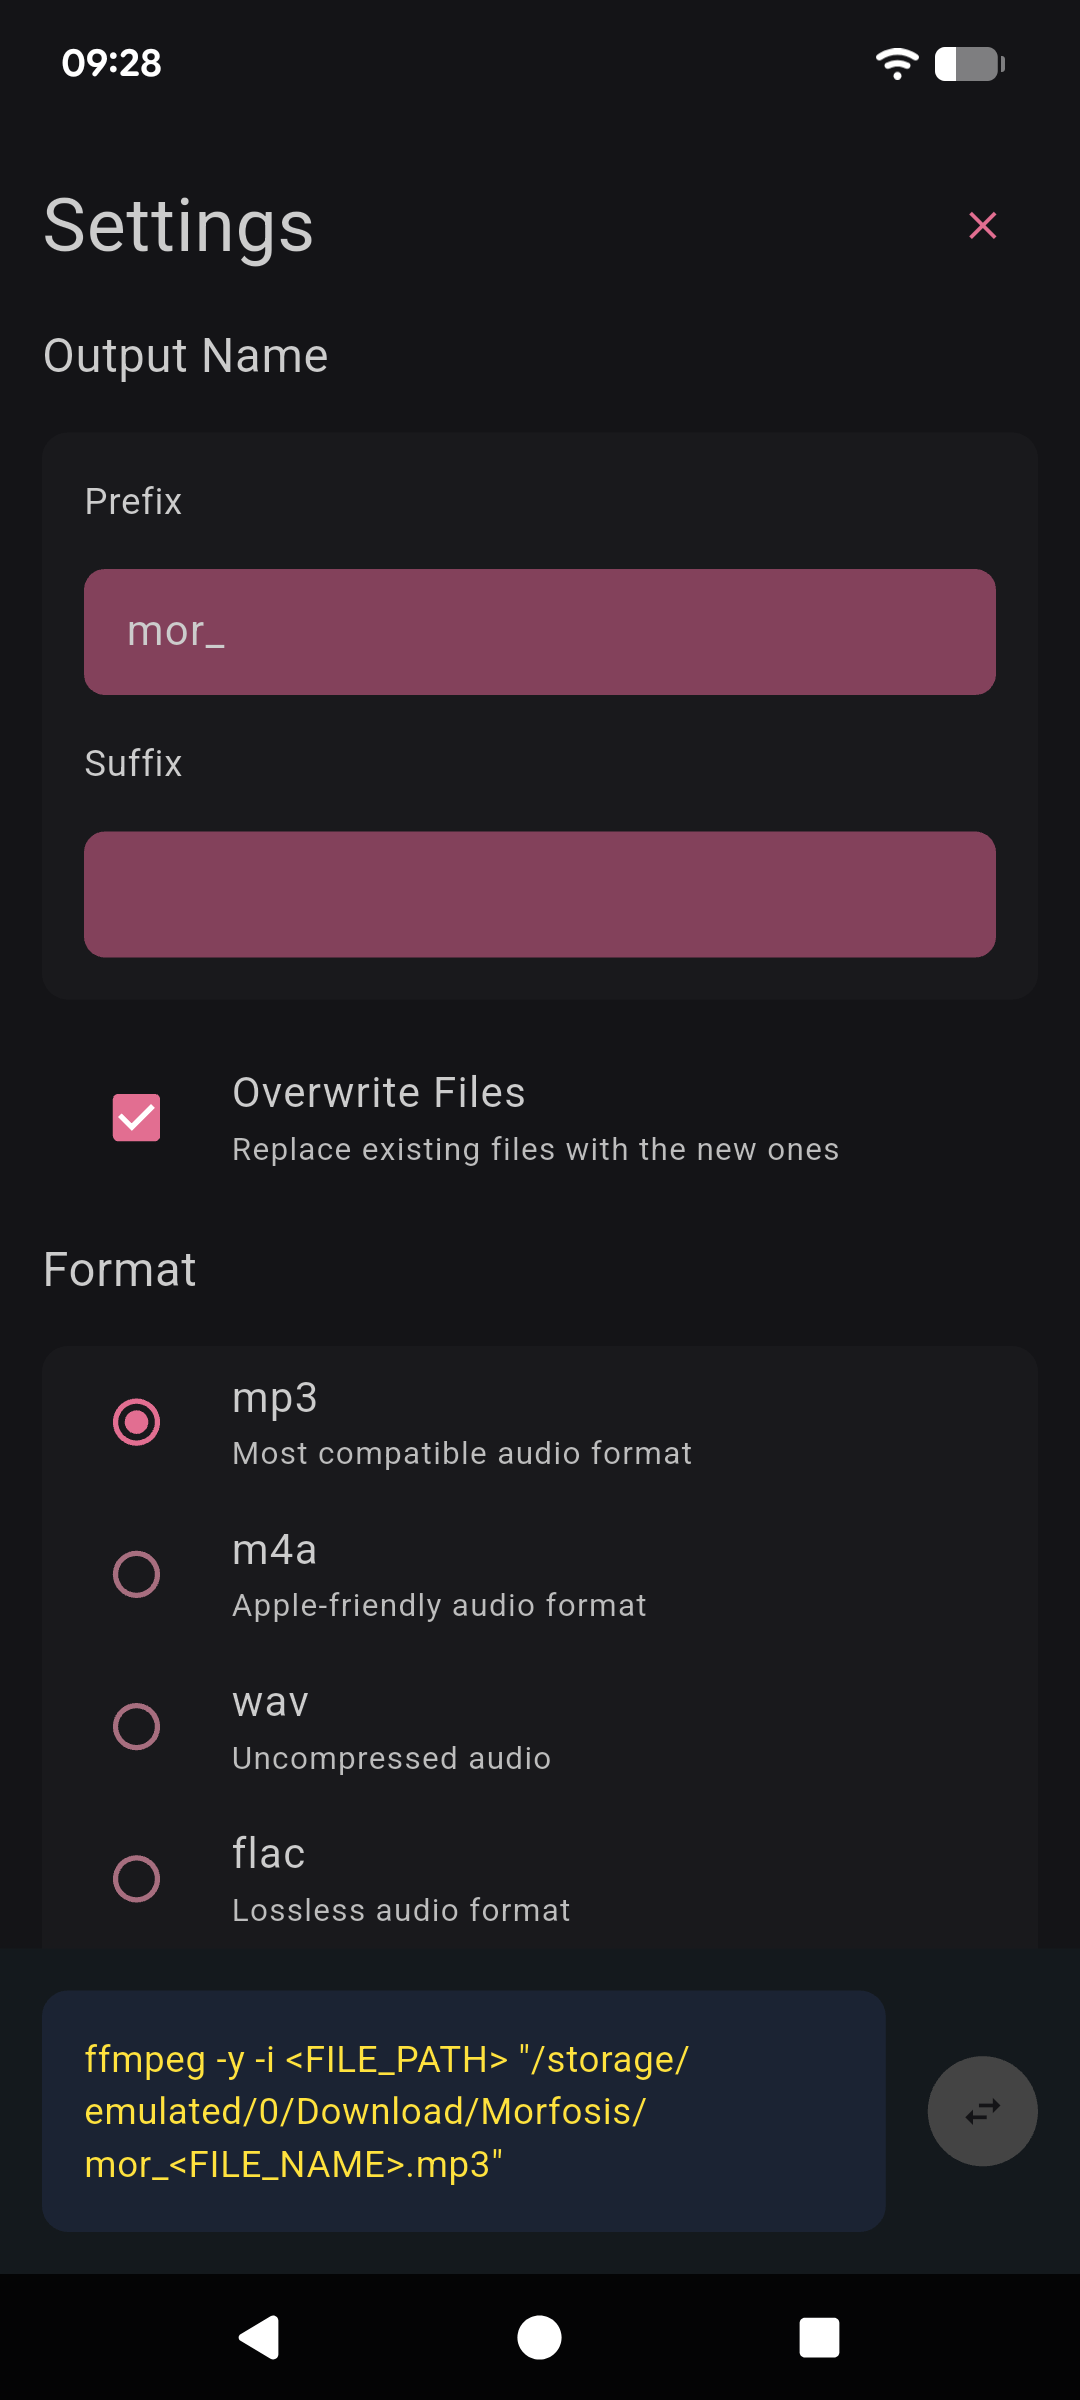 09:28
Settings
Output Name
Prefix
mor_
Suffix
Overwrite Files
Replace existing files with the new ones
Format
mp3
Most compatible audio format
m4a
Apple-friendly audio format
wav
Uncompressed audio
flac
Lossless audio format
ffmpeg -y -i <FILE_PATH> "/storage/
emulated/0/Download/Morfosis/
mor_<FILE_NAME>.mp3"